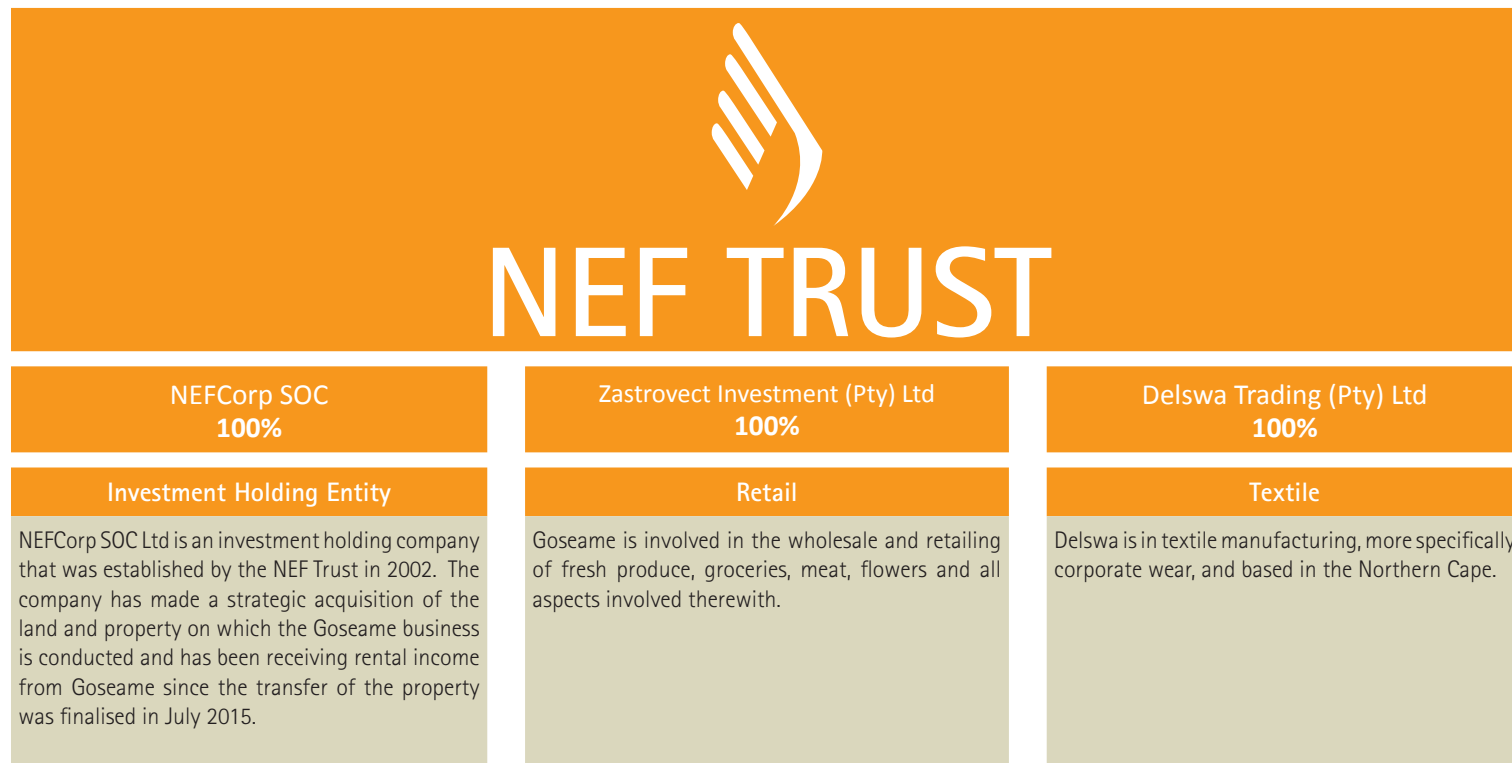 NEF TRUST
NEFCorp SOC
100%
Investment Holding Entity
NEFCorp SOC Ltd is an investment holding company
that was established by the NEF Trust in 2002. The
company has made a strategic acquisition of the
land and property on which the Goseame business
is conducted and has been receiving rental income
from Goseame since the transfer of the property
was finalised in July 2015.
Zastrovect Investment (Pty) Ltd
100%
Retail
Goseame is involved in the wholesale and retailing
of fresh produce, groceries, meat, flowers and all
aspects involved therewith.
Delswa Trading (Pty) Ltd
100%
Textile
Delswa is in textile manufacturing, more specifically
corporate wear, and based in the Northern Cape.